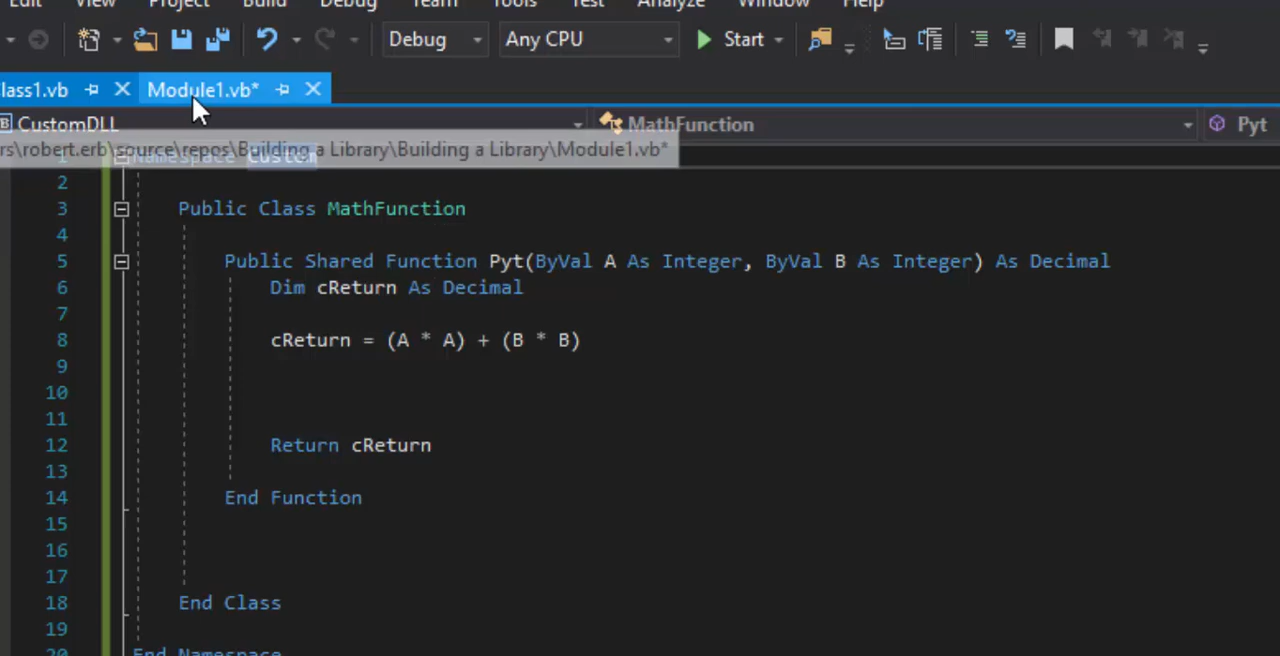 Edit View Project Build Debug Team Tools Test Analyze Window Help
Debug Any CPU Start
lass1.vb Module1.vb*
CustomDLL MathFunction Pyt
rs\robert.erb\source\repos\Building a Library\Building a Library\Module1.vb*
1 Namespace Custom
2
3 Public Class MathFunction
4
5 Public Shared Function Pyt(ByVal A As Integer, ByVal B As Integer) As Decimal
6 Dim cReturn As Decimal
7
8 cReturn = (A * A) + (B * B)
9
10
11
12 Return cReturn
13
14 End Function
15
16
17
18 End Class
19
20 End Namespace